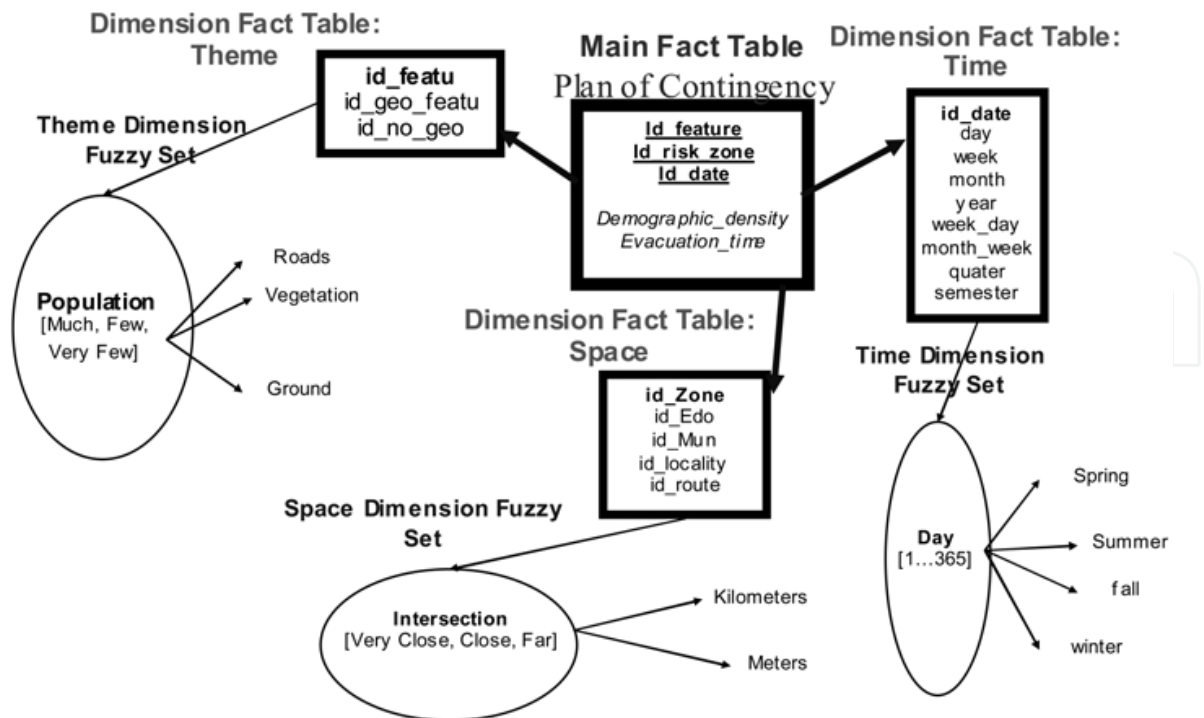 Dimension Fact Table:
Theme
id_featu
id_geo_featu
id_no_geo
Theme Dimension
Fuzzy Set
Population
[Much, Few,
Very Few]
Roads
Vegetation
Ground
Main Fact Table
Plan of Contingency
Id_feature
Id_risk_zone
Id_date
Demographic_density
Evacuation_time
Dimension Fact Table:
Time
id_date
day
week
month
year
week_day
month_week
quater
semester
Time Dimension
Fuzzy Set
Day
[1...365]
Spring
Summer
fall
winter
Dimension Fact Table:
Space
id_Zone
id_Edo
id_Mun
id_locality
id_route
Space Dimension Fuzzy
Set
Intersection
[Very Close, Close, Far]
Kilometers
Meters